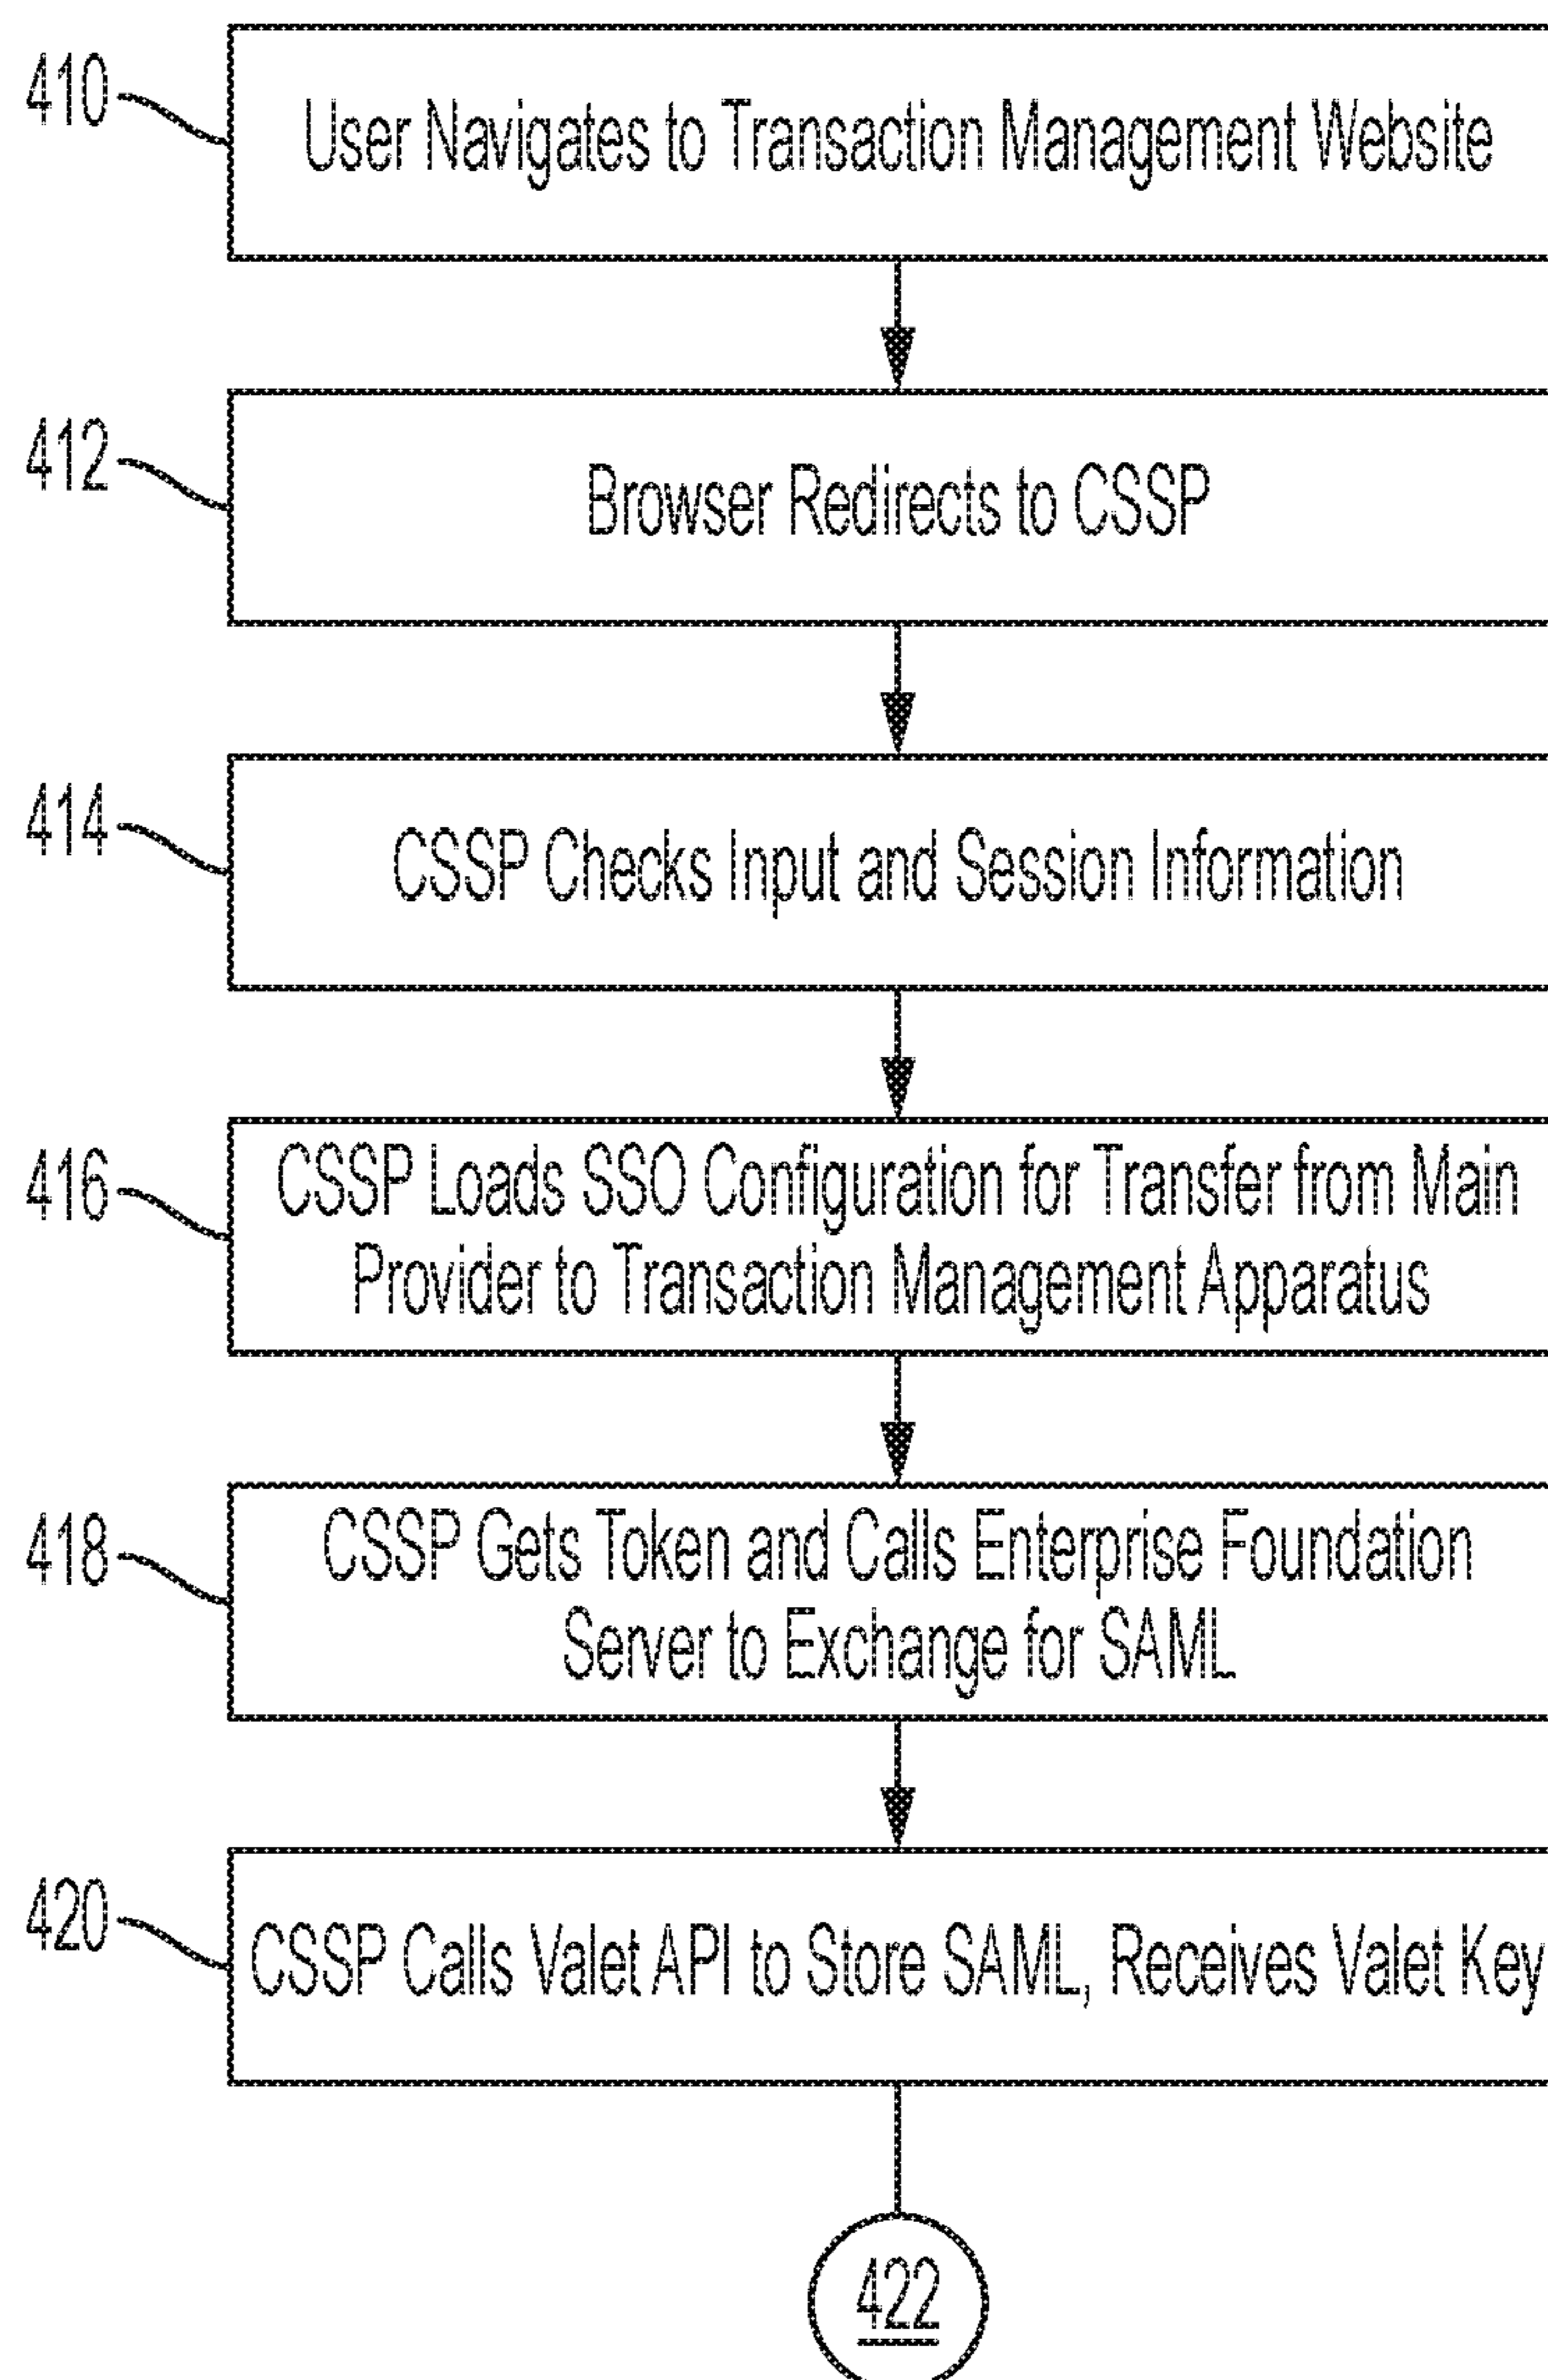 410
User Navigates to Transaction Management Website
412
Browser Redirects to CSSP
414
CSSP Checks Input and Session Information
416
CSSP Loads SSO Configuration for Transfer from Main
Provider to Transaction Management Apparatus
418
CSSP Gets Token and Calls Enterprise Foundation
Server to Exchange for SAML
420
CSSP Calls Valet API to Store SAML, Receives Valet Key
422